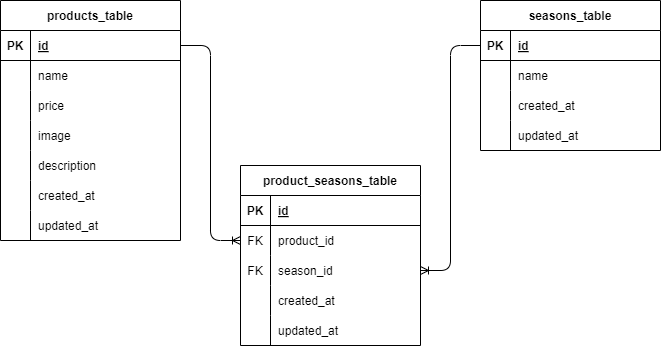 products_table
PK id
name
price
image
description
created_at
updated_at
seasons_table
PK id
name
created_at
updated_at
product_seasons_table
PK id
FK product_id
FK season_id
created_at
updated_at